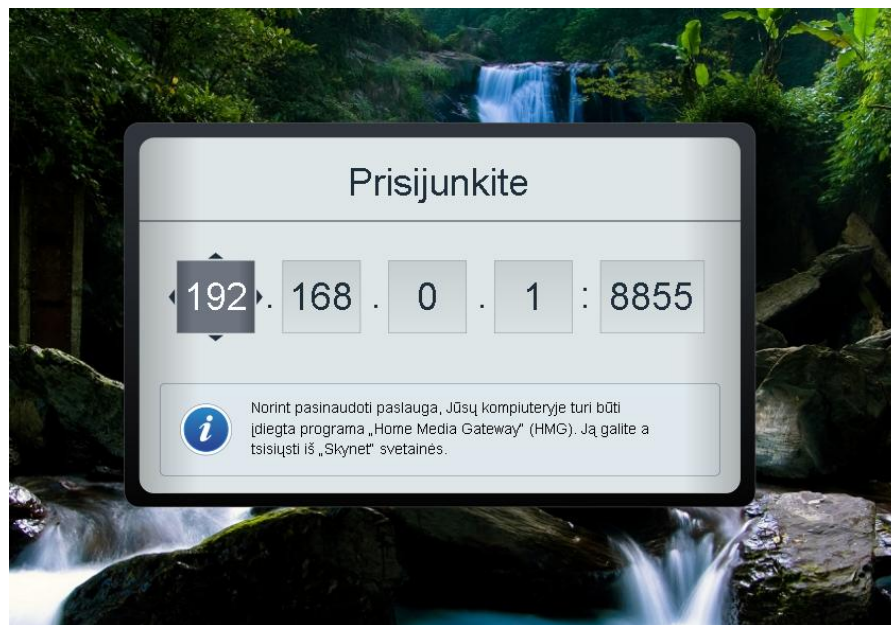 Prisijunkite
192 . 168 . 0 . 1 : 8855
Norint pasinaudoti paslauga, Jūsų kompiuteryje turi būti
įdiegta programa „Home Media Gateway“ (HMG). Ją galite a
tsisiųsti iš „Skynet“ svetainės.